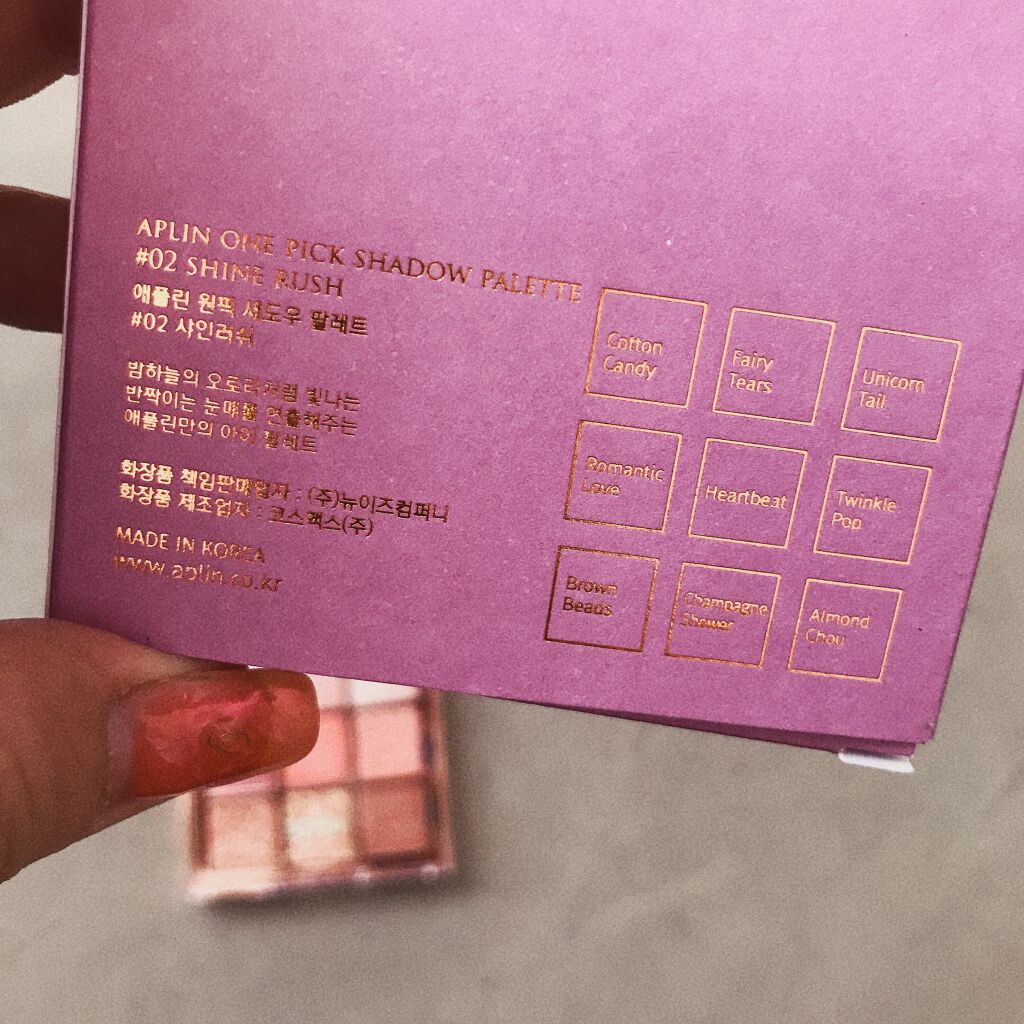 APLIN ONE PICK SHADOW PALETTE
#02 SHINE RUSH
애플린 원픽 섀도우 팔레트
#02 샤인러쉬
밤하늘의 오로라처럼 빛나는
반짝이는 눈매를 연출해주는
애플린만의 아이 팔레트
화장품 책임판매업자 : (주)뉴이즈컴퍼니
화장품 제조업자 : 코스맥스(주)
MADE IN KOREA
www.aplin.co.kr
Cotton
Candy
Fairy
Tears
Unicorn
Tail
Romantic
Love
Heartbeat
Twinkle
Pop
Brown
Beads
Champagne
Shower
Almond
Chou